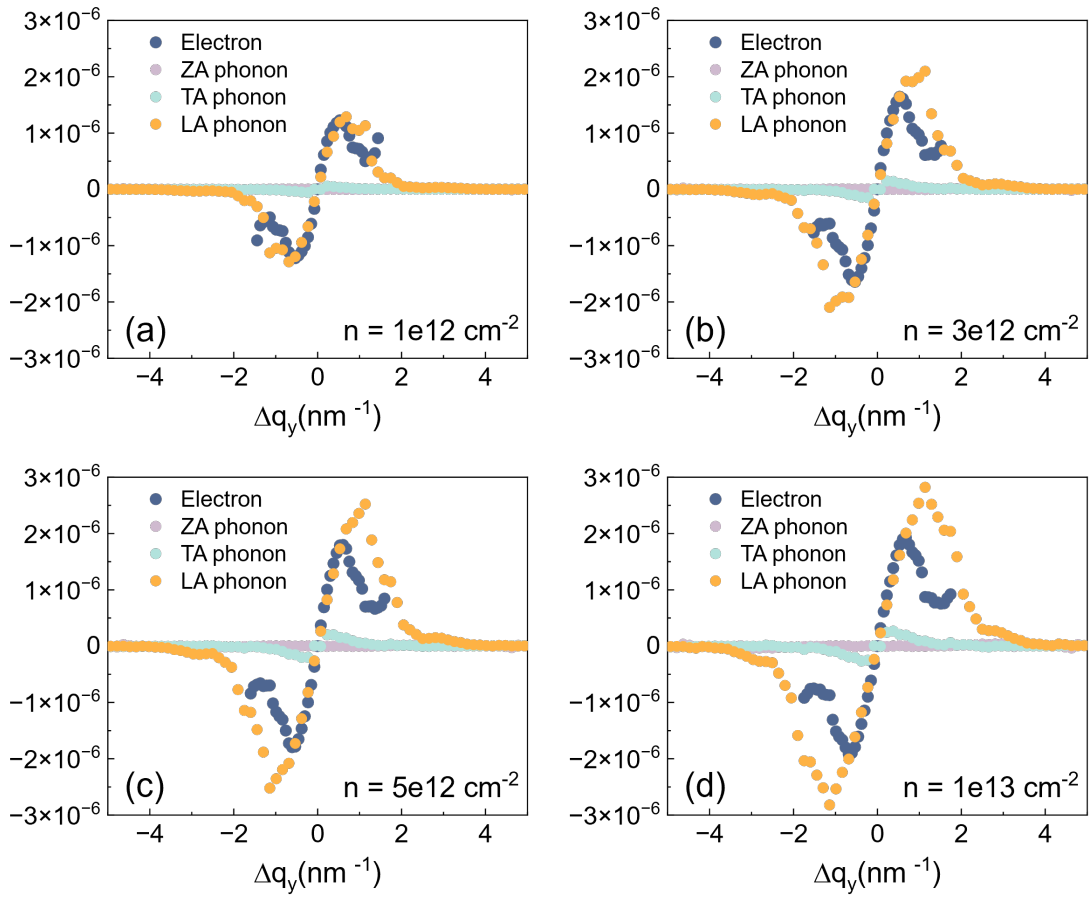 3×10⁻⁶
2×10⁻⁶
1×10⁻⁶
0
−1×10⁻⁶
−2×10⁻⁶
−3×10⁻⁶
Electron
ZA phonon
TA phonon
LA phonon
(a)
n = 1e12 cm⁻²
−4 −2 0 2 4
Δq_y(nm ⁻¹)
3×10⁻⁶
2×10⁻⁶
1×10⁻⁶
0
−1×10⁻⁶
−2×10⁻⁶
−3×10⁻⁶
Electron
ZA phonon
TA phonon
LA phonon
(b)
n = 3e12 cm⁻²
−4 −2 0 2 4
Δq_y(nm ⁻¹)
3×10⁻⁶
2×10⁻⁶
1×10⁻⁶
0
−1×10⁻⁶
−2×10⁻⁶
−3×10⁻⁶
Electron
ZA phonon
TA phonon
LA phonon
(c)
n = 5e12 cm⁻²
−4 −2 0 2 4
Δq_y(nm ⁻¹)
3×10⁻⁶
2×10⁻⁶
1×10⁻⁶
0
−1×10⁻⁶
−2×10⁻⁶
−3×10⁻⁶
Electron
ZA phonon
TA phonon
LA phonon
(d)
n = 1e13 cm⁻²
−4 −2 0 2 4
Δq_y(nm ⁻¹)